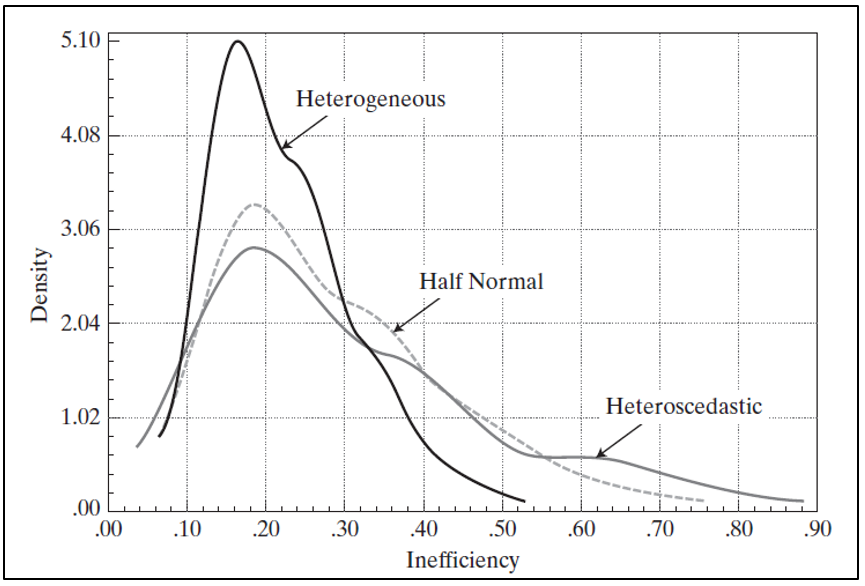 5.10
Heterogeneous
4.08
3.06
Half Normal
Density
2.04
Heteroscedastic
1.02
.00
.00 .10 .20 .30 .40 .50 .60 .70 .80 .90
Inefficiency